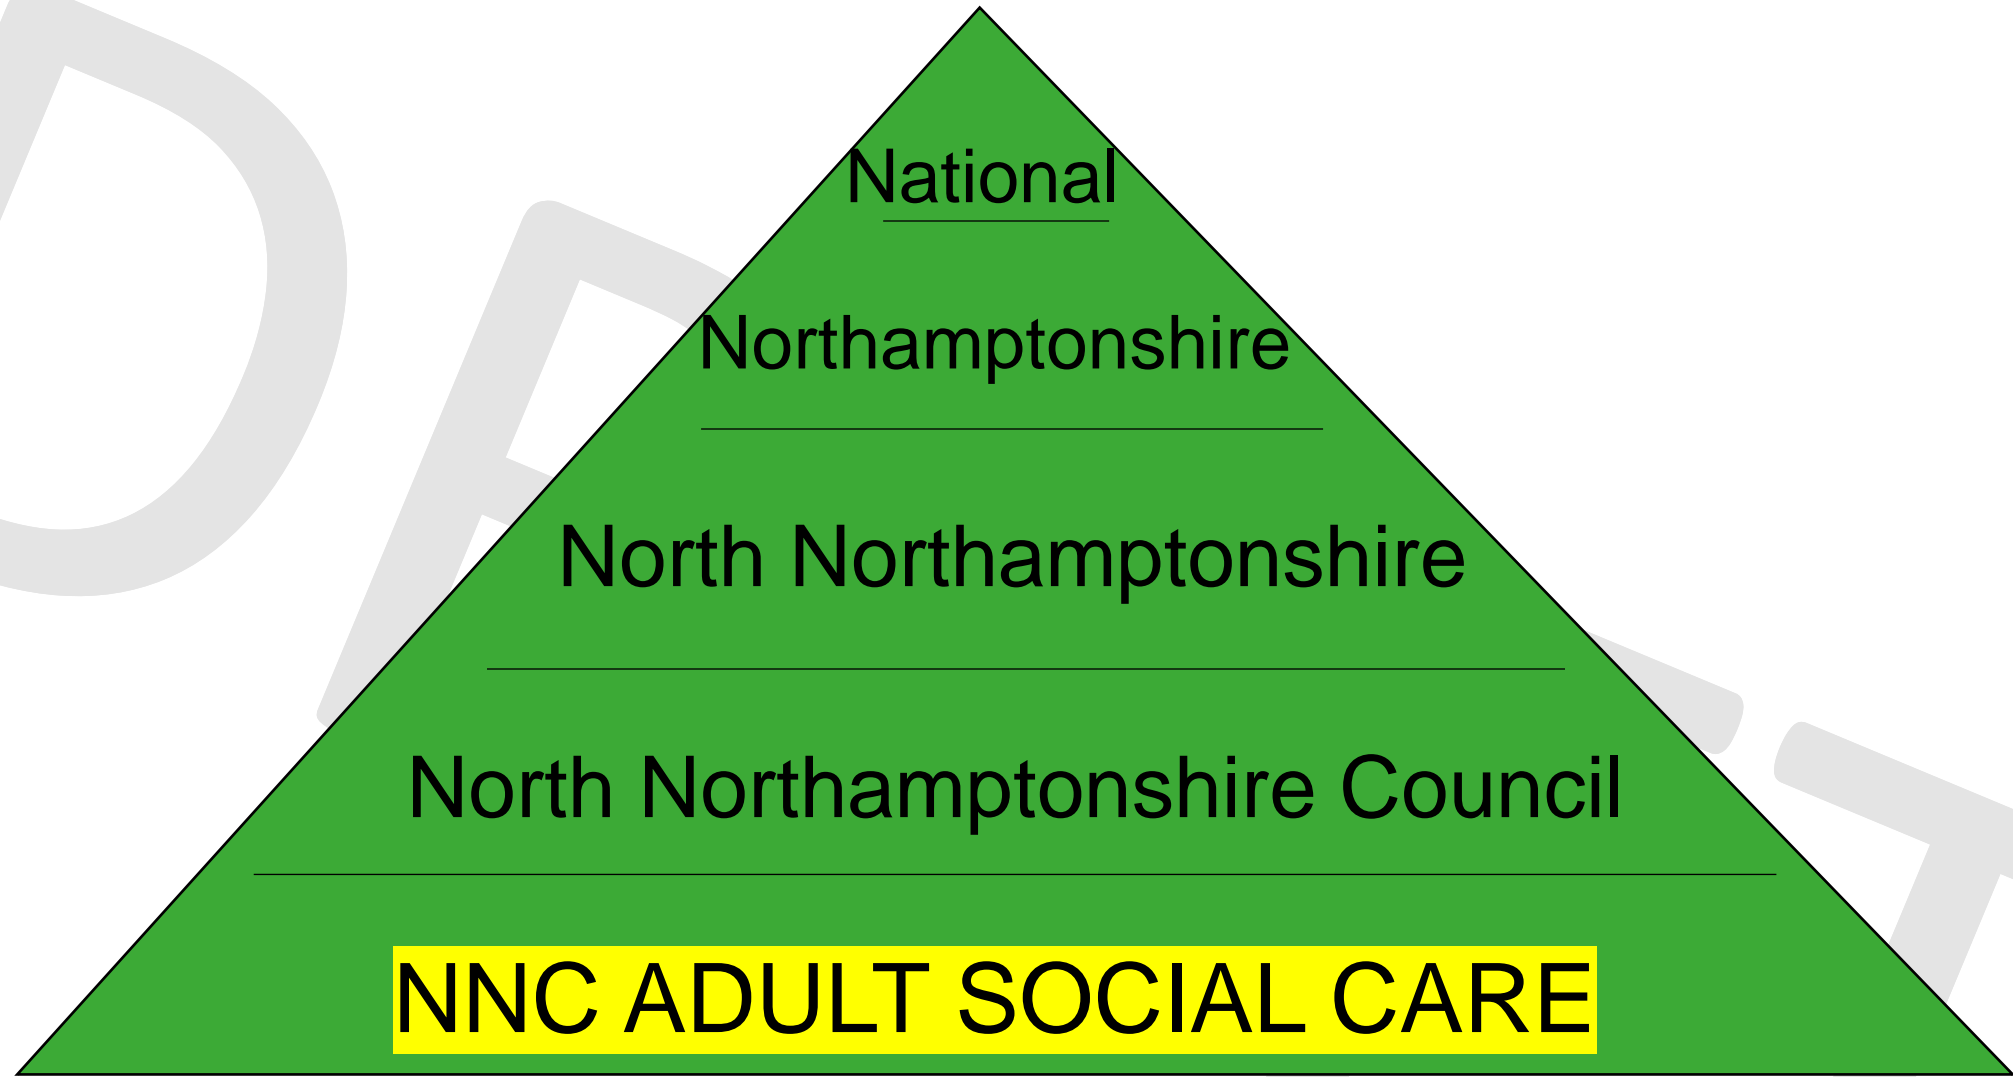 National
Northamptonshire
North Northamptonshire
North Northamptonshire Council
NNC ADULT SOCIAL CARE